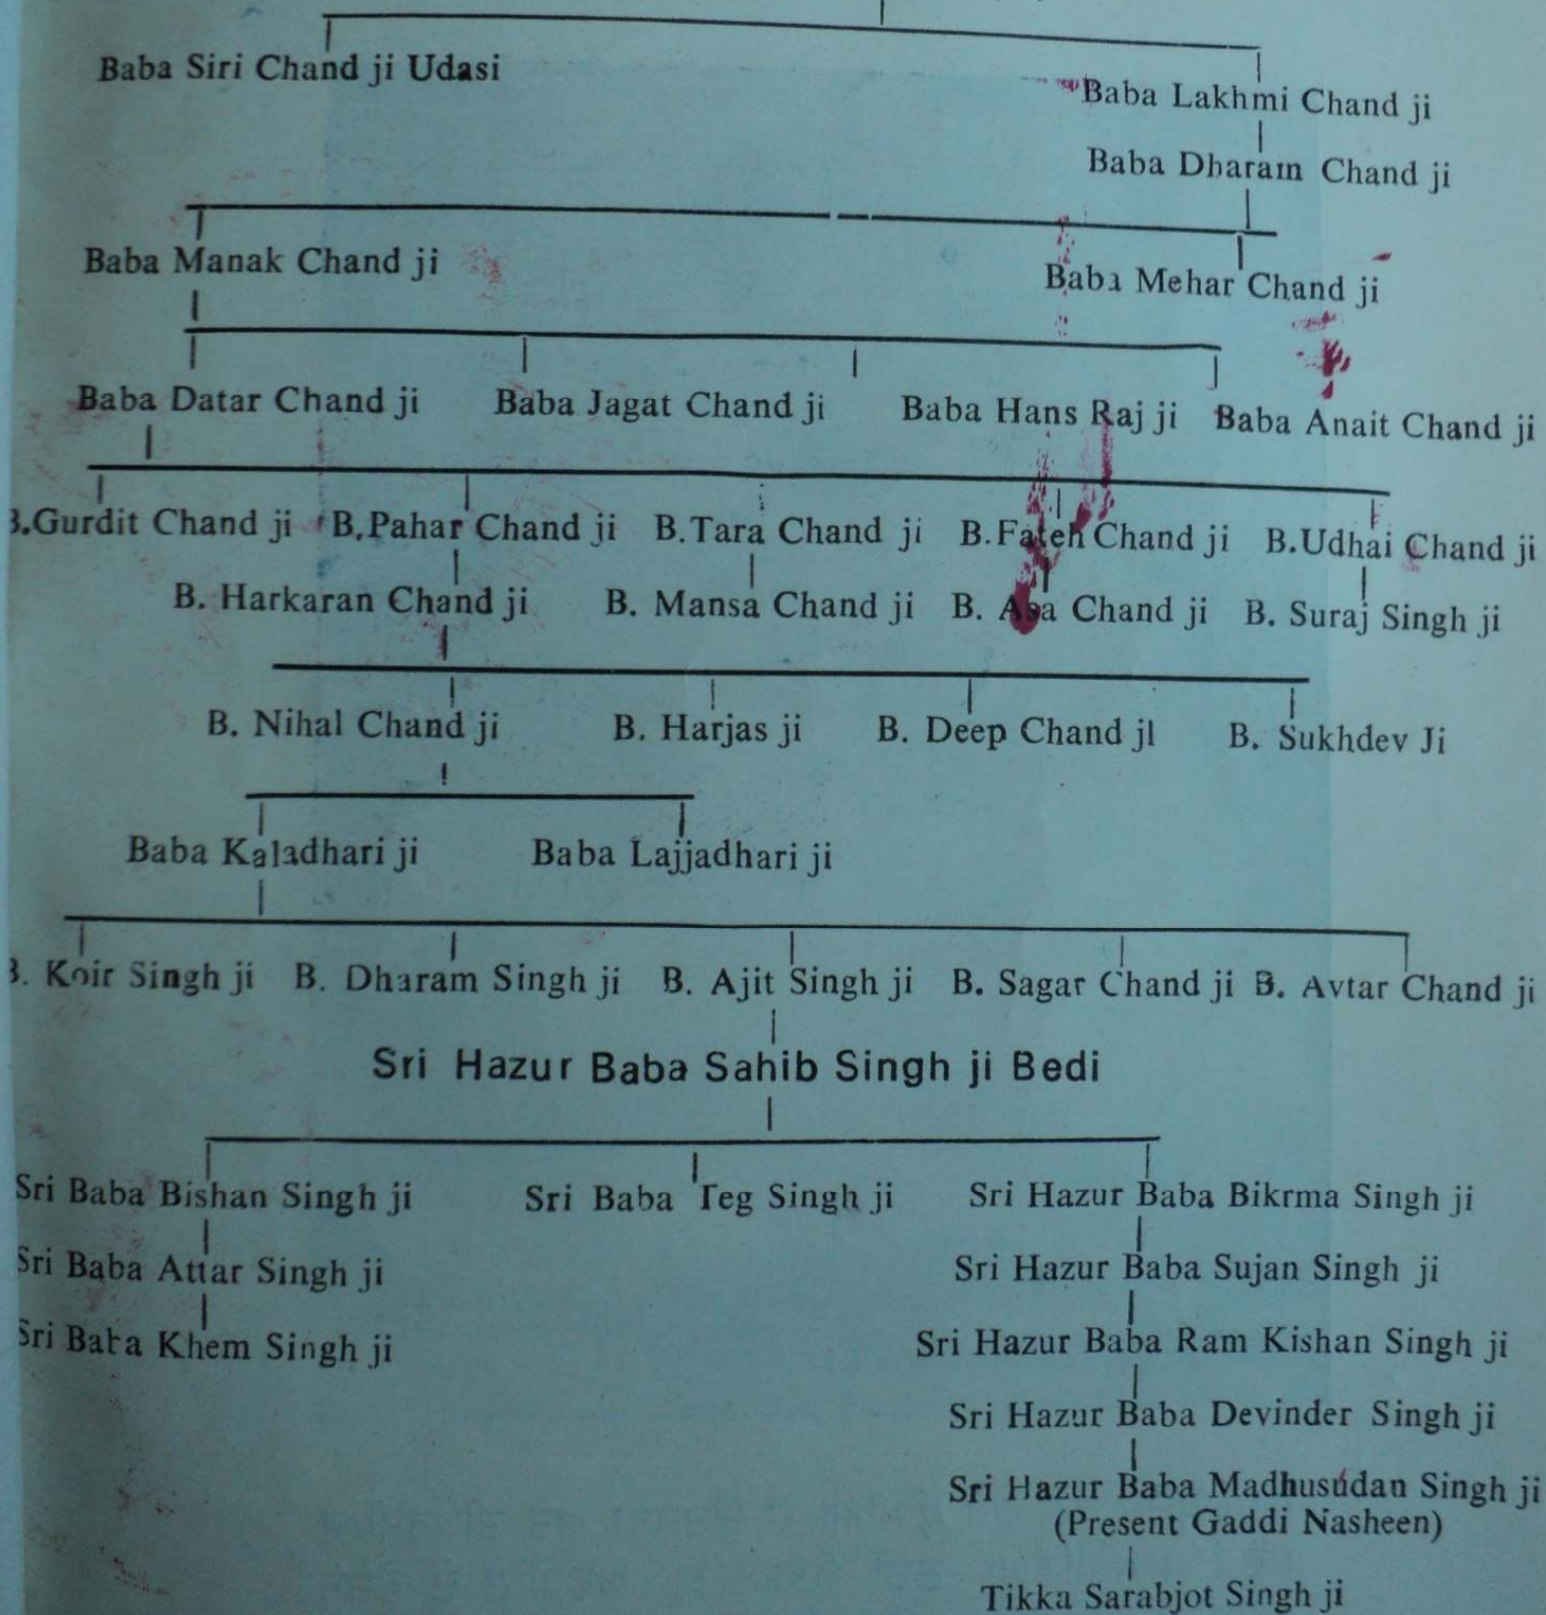 Baba Siri Chand ji Udasi
Baba Lakhmi Chand ji
Baba Dharam Chand ji
Baba Manak Chand ji Baba Mehar Chand ji
Baba Datar Chand ji Baba Jagat Chand ji Baba Hans Raj ji Baba Anait Chand ji
B.Gurdit Chand ji B,Pahar Chand ji B.Tara Chand ji B.Fateh Chand ji B.Udhai Chand ji
B. Harkaran Chand ji B. Mansa Chand ji B. Asa Chand ji B. Suraj Singh ji
B. Nihal Chand ji B. Harjas ji B. Deep Chand jl B. Sukhdev Ji
Baba Kaladhari ji Baba Lajjadhari ji
B. Koir Singh ji B. Dharam Singh ji B. Ajit Singh ji B. Sagar Chand ji B. Avtar Chand ji
Sri Hazur Baba Sahib Singh ji Bedi
Sri Baba Bishan Singh ji Sri Baba Teg Singh ji Sri Hazur Baba Bikrma Singh ji
Sri Baba Attar Singh ji Sri Hazur Baba Sujan Singh ji
Sri Baba Khem Singh ji Sri Hazur Baba Ram Kishan Singh ji
Sri Hazur Baba Devinder Singh ji
Sri Hazur Baba Madhusudan Singh ji
(Present Gaddi Nasheen)
Tikka Sarabjot Singh ji